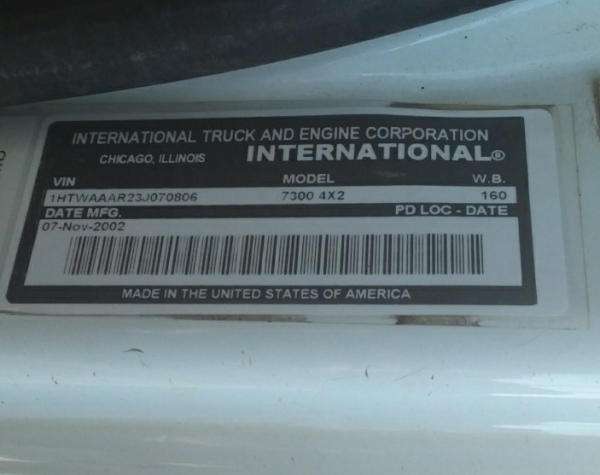 INTERNATIONAL TRUCK AND ENGINE CORPORATION
CHICAGO, ILLINOIS INTERNATIONAL®
VIN MODEL W.B.
1HTWAAAR23J070806 7300 4X2 160
DATE MFG. PD LOC - DATE
07-Nov-2002
MADE IN THE UNITED STATES OF AMERICA